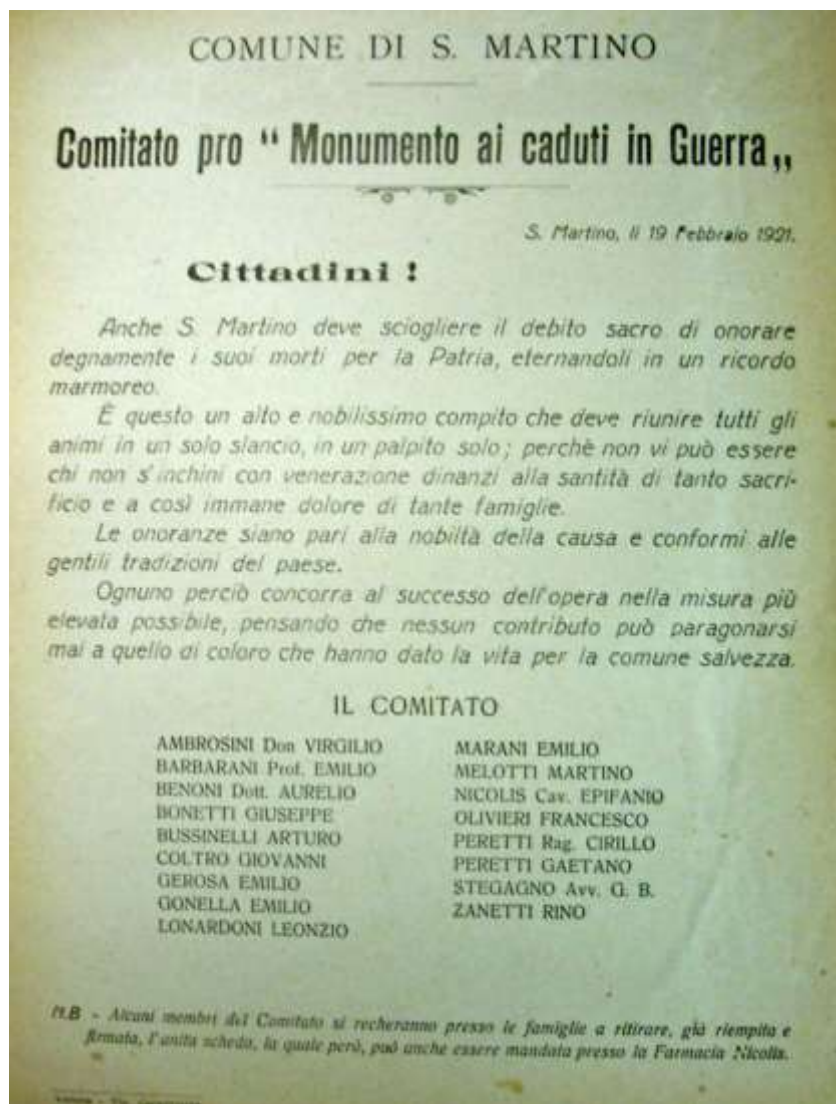 COMUNE DI S. MARTINO
Comitato pro “ Monumento ai caduti in Guerra „
S. Martino, li 19 Febbraio 1921.
Cittadini !
Anche S. Martino deve sciogliere il debito sacro di onorare
degnamente i suoi morti per la Patria, eternandoli in un ricordo
marmoreo.
È questo un alto e nobilissimo compito che deve riunire tutti gli
animi in un solo slancio, in un palpito solo; perchè non vi può essere
chi non s'inchini con venerazione dinanzi alla santità di tanto sacri-
ficio e a così immane dolore di tante famiglie.
Le onoranze siano pari alla nobiltà della causa e conformi alle
gentili tradizioni del paese.
Ognuno perciò concorra al successo dell'opera nella misura più
elevata possibile, pensando che nessun contributo può paragonarsi
mai a quello di coloro che hanno dato la vita per la comune salvezza.
IL COMITATO
AMBROSINI Don VIRGILIO
BARBARANI Prof. EMILIO
BENONI Dott. AURELIO
BONETTI GIUSEPPE
BUSSINELLI ARTURO
COLTRO GIOVANNI
GEROSA EMILIO
GONELLA EMILIO
LONARDONI LEONZIO
MARANI EMILIO
MELOTTI MARTINO
NICOLIS Cav. EPIFANIO
OLIVIERI FRANCESCO
PERETTI Rag. CIRILLO
PERETTI GAETANO
STEGAGNO Avv. G. B.
ZANETTI RINO
N.B - Alcuni membri del Comitato si recheranno presso le famiglie a ritirare, già riempita e
firmata, l'unita scheda, la quale però, può anche essere mandata presso la Farmacia Nicolis.